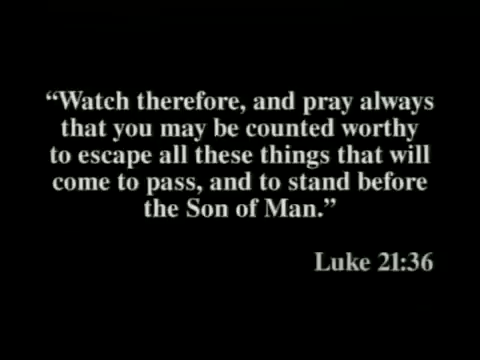 “Watch therefore, and pray always
that you may be counted worthy
to escape all these things that will
come to pass, and to stand before
the Son of Man.”
Luke 21:36